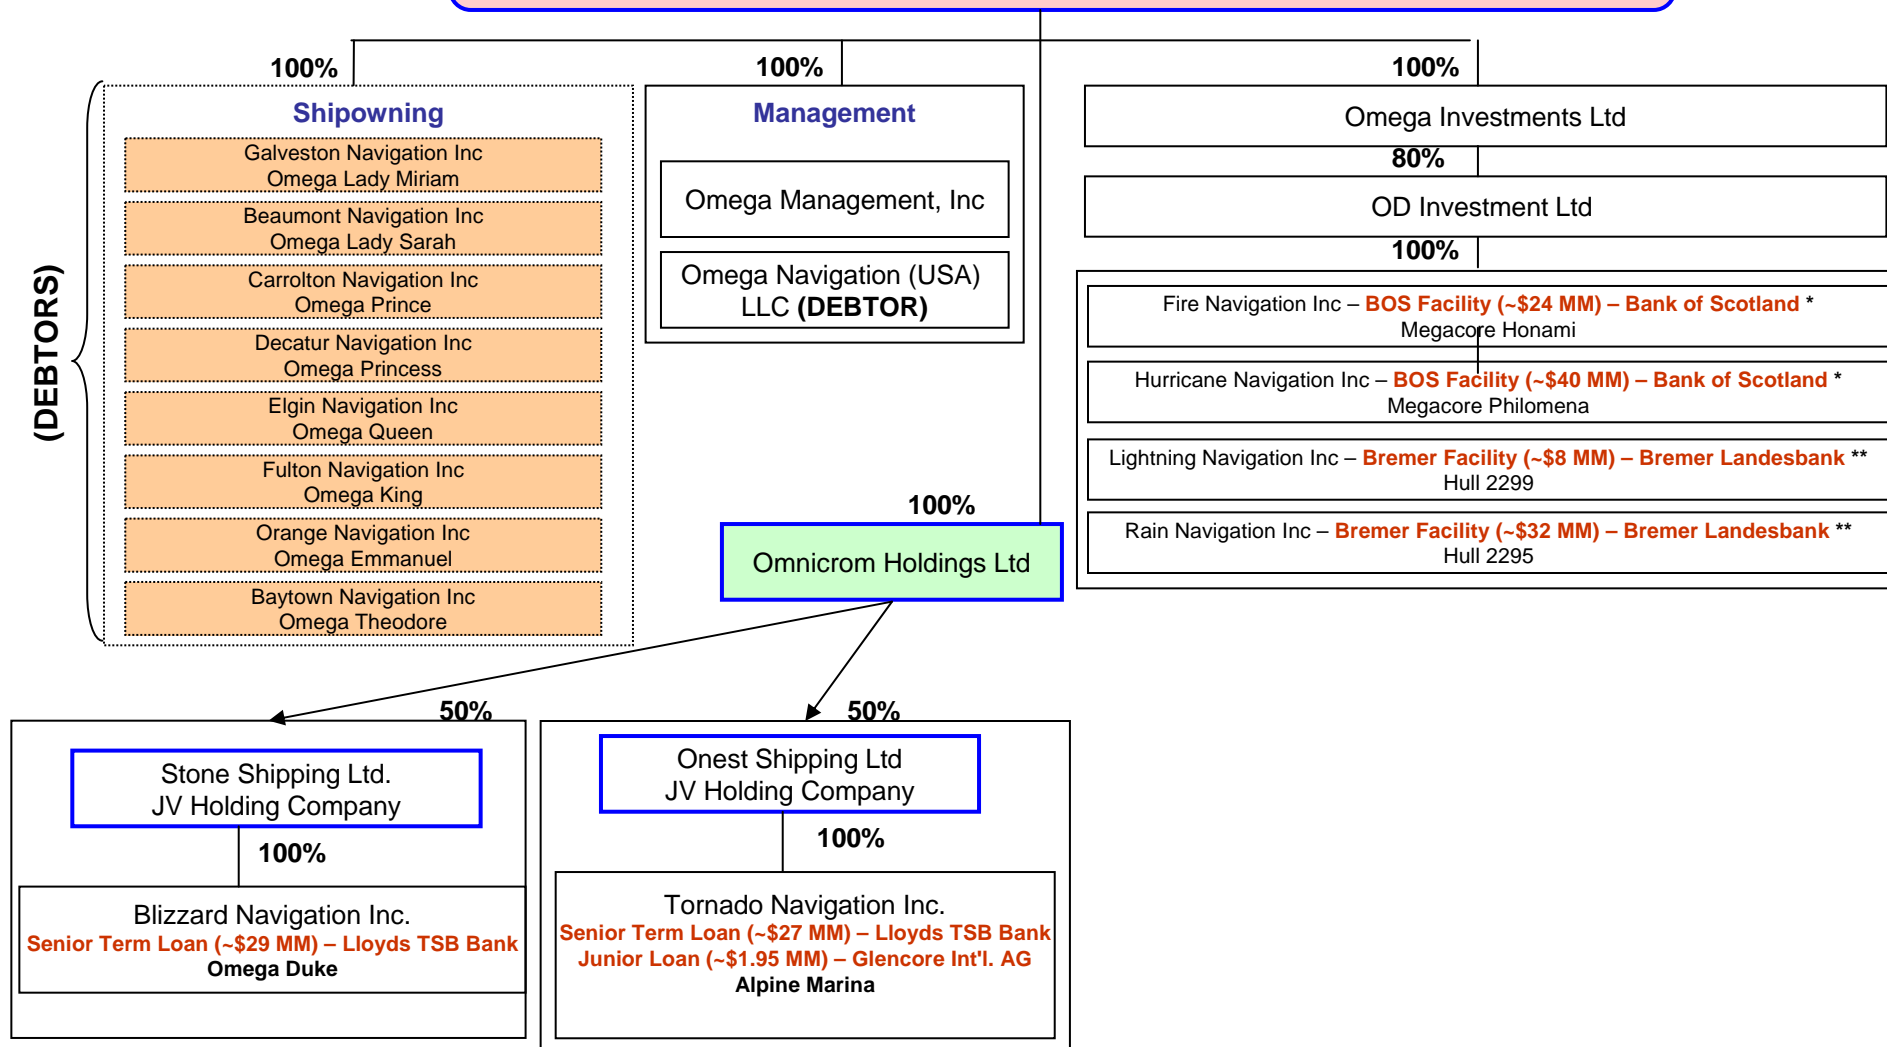 100%
100%
100%
(DEBTORS)
Shipowning
Galveston Navigation Inc
Omega Lady Miriam
Beaumont Navigation Inc
Omega Lady Sarah
Carrolton Navigation Inc
Omega Prince
Decatur Navigation Inc
Omega Princess
Elgin Navigation Inc
Omega Queen
Fulton Navigation Inc
Omega King
Orange Navigation Inc
Omega Emmanuel
Baytown Navigation Inc
Omega Theodore
Management
Omega Management, Inc
Omega Navigation (USA)
LLC (DEBTOR)
Omega Investments Ltd
80%
OD Investment Ltd
100%
Fire Navigation Inc – BOS Facility (~$24 MM) – Bank of Scotland *
Megacore Honami
Hurricane Navigation Inc – BOS Facility (~$40 MM) – Bank of Scotland *
Megacore Philomena
Lightning Navigation Inc – Bremer Facility (~$8 MM) – Bremer Landesbank **
Hull 2299
Rain Navigation Inc – Bremer Facility (~$32 MM) – Bremer Landesbank **
Hull 2295
100%
Omnicrom Holdings Ltd
50%
50%
Stone Shipping Ltd.
JV Holding Company
100%
Blizzard Navigation Inc.
Senior Term Loan (~$29 MM) – Lloyds TSB Bank
Omega Duke
Onest Shipping Ltd
JV Holding Company
100%
Tornado Navigation Inc.
Senior Term Loan (~$27 MM) – Lloyds TSB Bank
Junior Loan (~$1.95 MM) – Glencore Int'l. AG
Alpine Marina